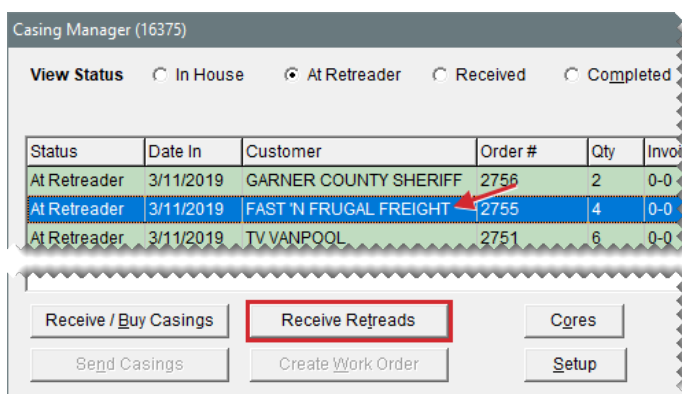 Casing Manager (16375)
View Status In House At Retreader Received Completed
Status Date In Customer Order # Qty Invoi
At Retreader 3/11/2019 GARNER COUNTY SHERIFF 2756 2 0-0
At Retreader 3/11/2019 FAST 'N FRUGAL FREIGHT 2755 4 0-0
At Retreader 3/11/2019 TV VANPOOL 2751 6 0-0
Receive / Buy Casings Receive Retreads Cores
Send Casings Create Work Order Setup